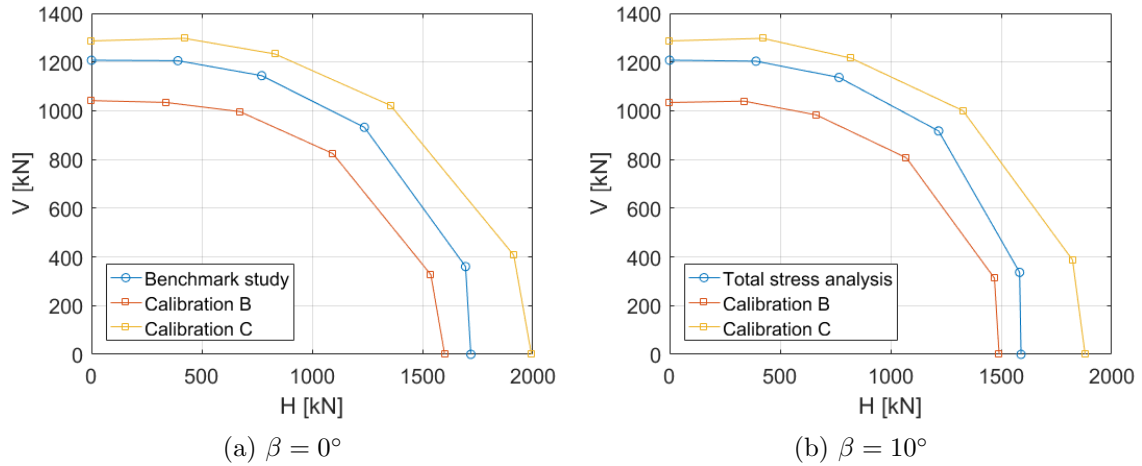 1400
1200
1000
800
600
400
200
0
V [kN]
Benchmark study
Calibration B
Calibration C
0 500 1000 1500 2000
H [kN]
(a) β = 0°
1400
1200
1000
800
600
400
200
0
V [kN]
Total stress analysis
Calibration B
Calibration C
0 500 1000 1500 2000
H [kN]
(b) β = 10°